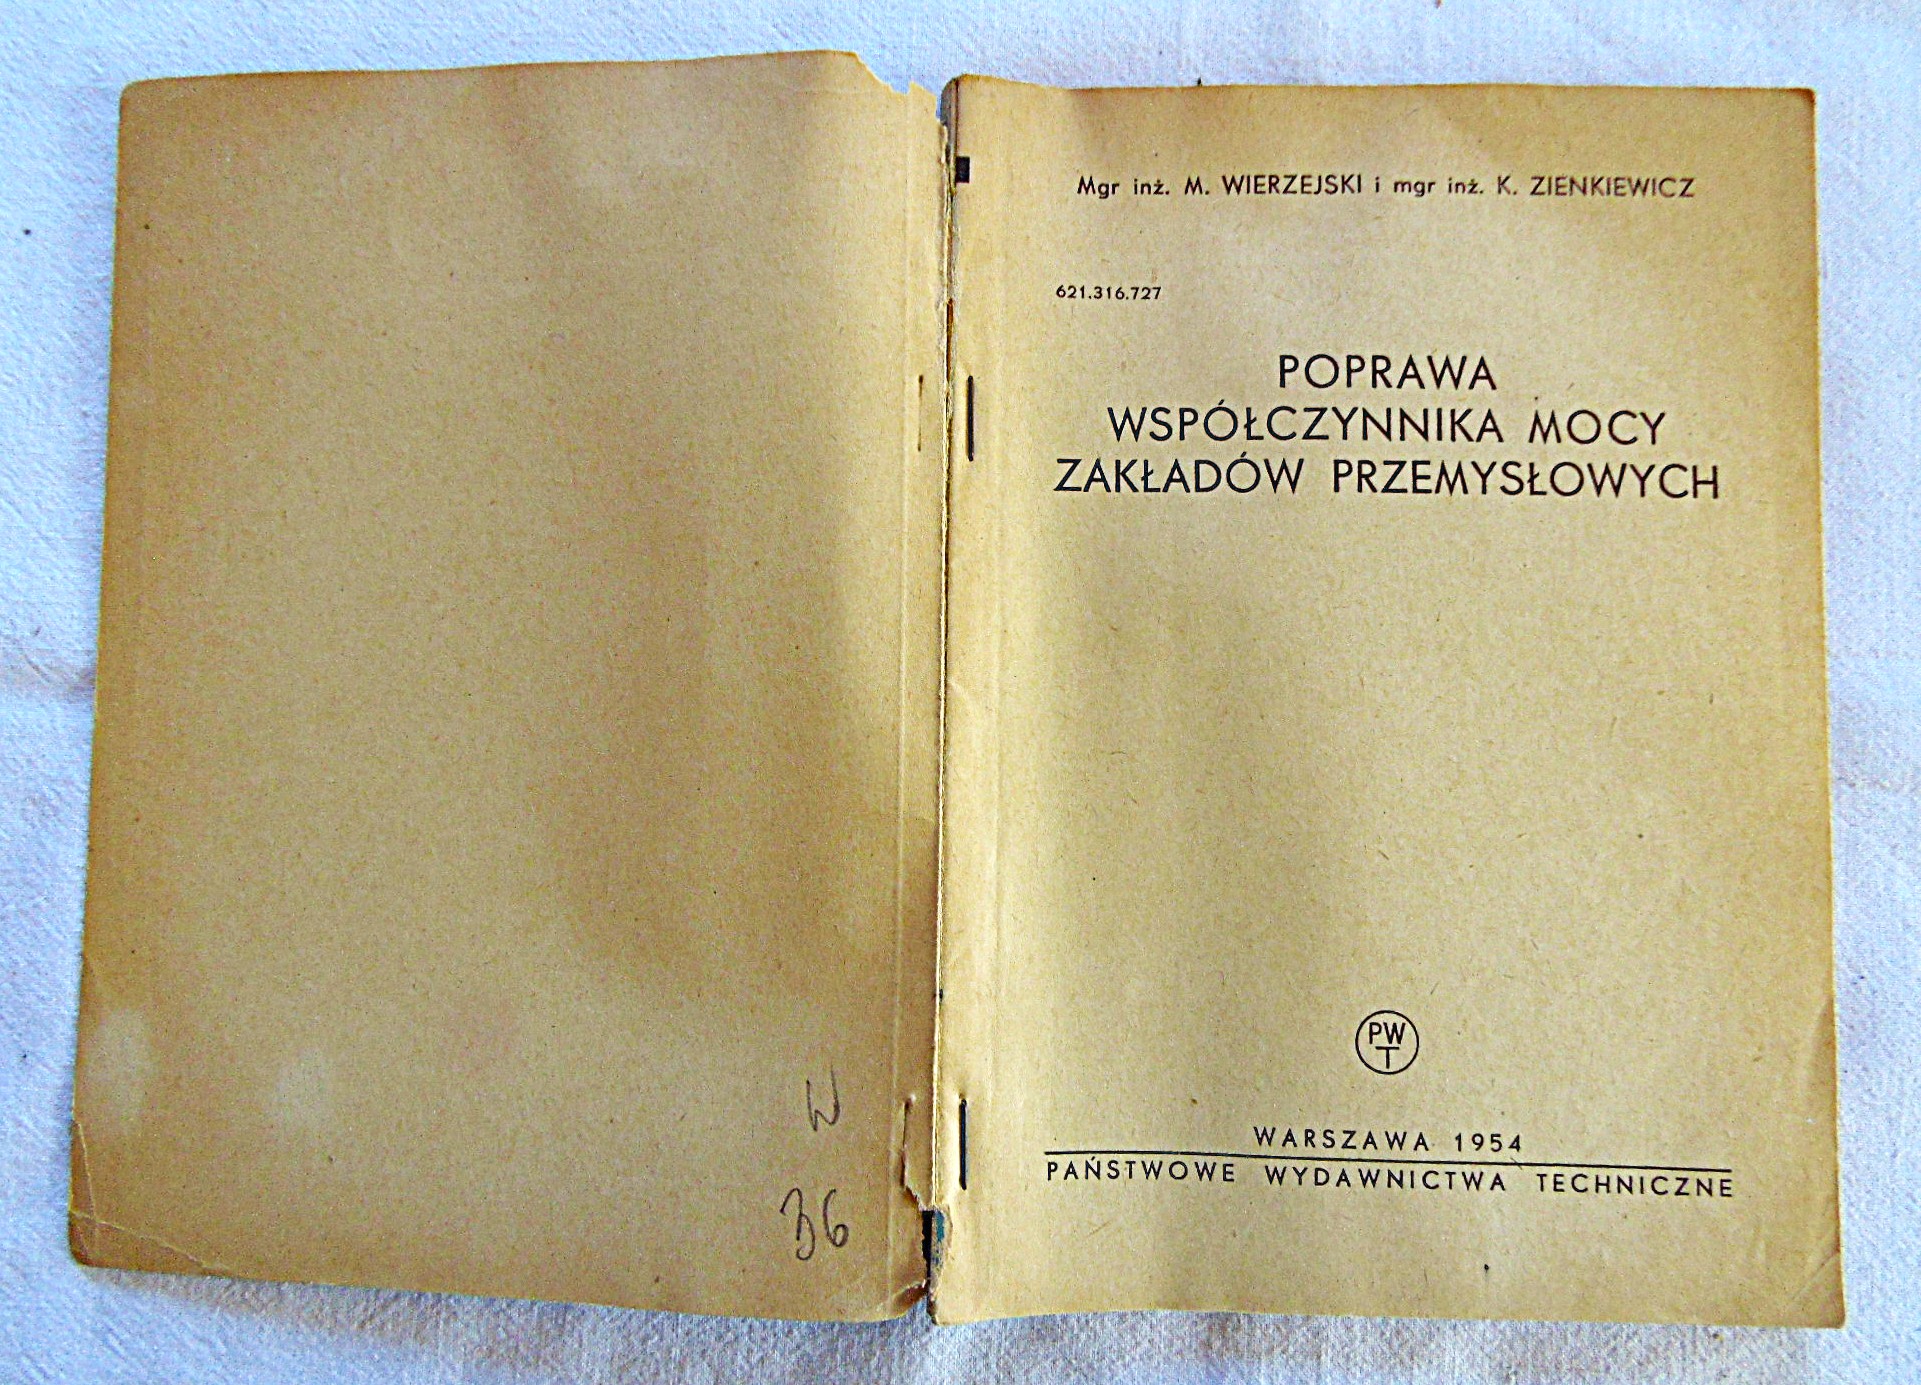 W
36
Mgr inż. M. WIERZEJSKI i mgr inż. K. ZIENKIEWICZ
621.316.727
POPRAWA
WSPÓŁCZYNNIKA MOCY
ZAKŁADÓW PRZEMYSŁOWYCH
PW
T
WARSZAWA 1954
PAŃSTWOWE WYDAWNICTWA TECHNICZNE